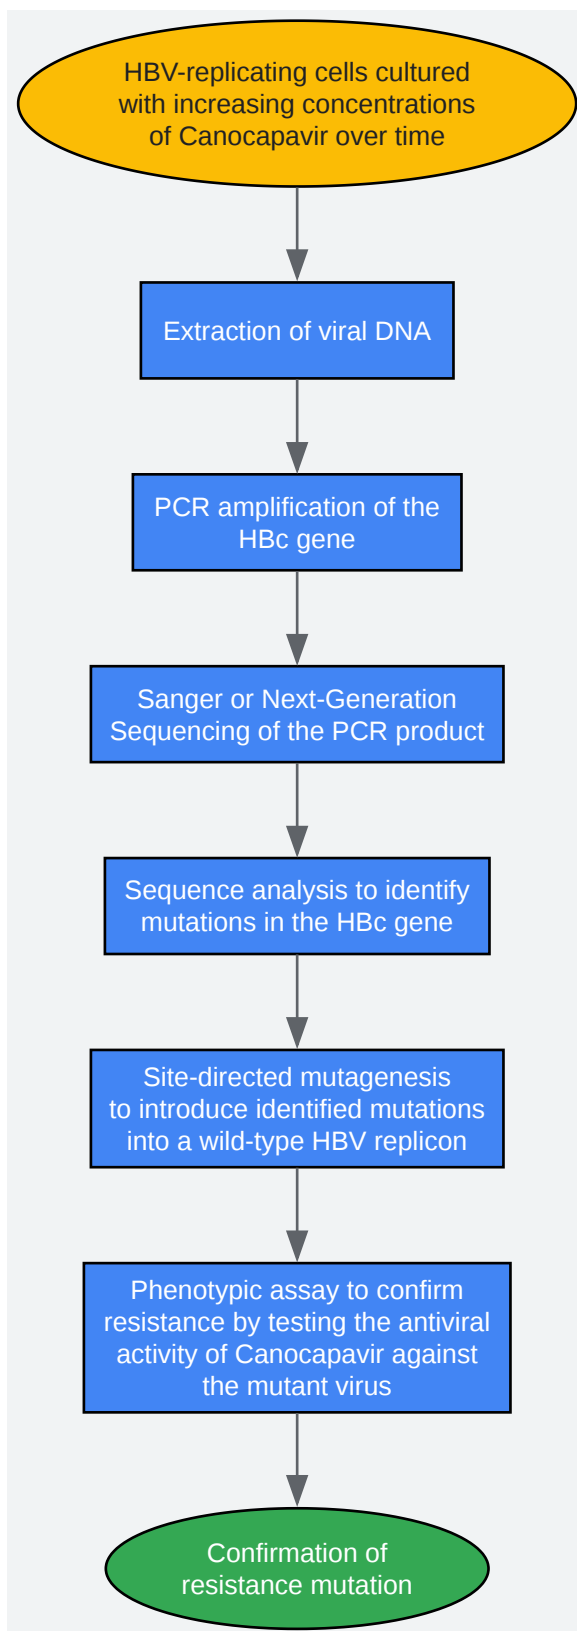 HBV-replicating cells cultured
with increasing concentrations
of Canocapavir over time
Extraction of viral DNA
PCR amplification of the
HBc gene
Sanger or Next-Generation
Sequencing of the PCR product
Sequence analysis to identify
mutations in the HBc gene
Site-directed mutagenesis
to introduce identified mutations
into a wild-type HBV replicon
Phenotypic assay to confirm
resistance by testing the antiviral
activity of Canocapavir against
the mutant virus
Confirmation of
resistance mutation